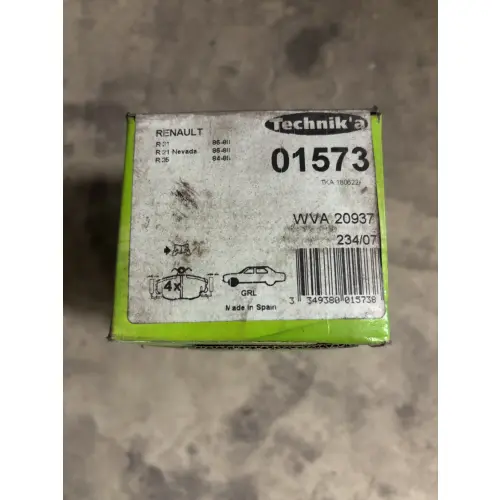 Technik'a
RENAULT
R 21
R 21 Nevada
R 25
01573
WVA 20937
234/07
4x
GRL
Made in Spain
3 349380 015738